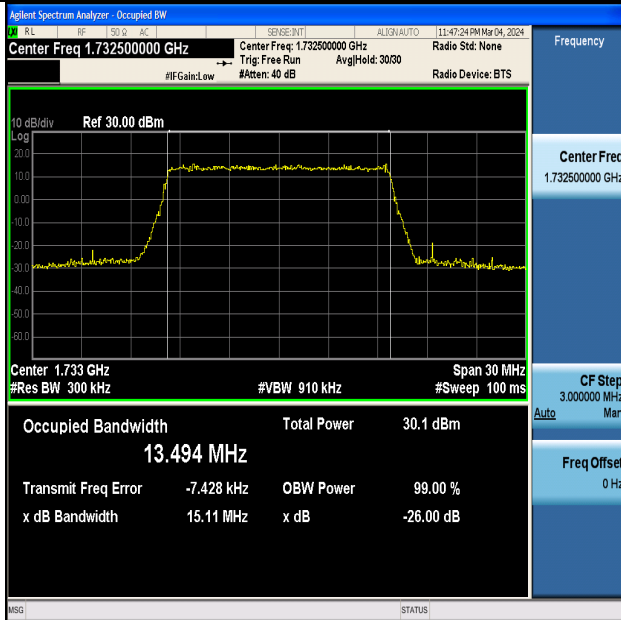 Agilent Spectrum Analyzer - Occupied BW
LXI RL RF 50 Ω AC SENSE:INT ALIGNAUTO 11:47:24 PM Mar 04, 2024
Center Freq 1.732500000 GHz
Center Freq: 1.732500000 GHz
Radio Std: None
Trig: Free Run Avg|Hold: 30/30
#IFGain:Low
#Atten: 40 dB
Radio Device: BTS
Frequency
10 dB/div Ref 30.00 dBm
Log
20.0
10.0
0.00
-10.0
-20.0
-30.0
-40.0
-50.0
-60.0
Center 1.733 GHz Span 30 MHz
#Res BW 300 kHz #VBW 910 kHz #Sweep 100 ms
Center Freq
1.732500000 GHz
CF Step
3.000000 MHz
Auto Man
Freq Offset
0 Hz
Occupied Bandwidth Total Power 30.1 dBm
13.494 MHz
Transmit Freq Error -7.428 kHz OBW Power 99.00 %
x dB Bandwidth 15.11 MHz x dB -26.00 dB
MSG STATUS